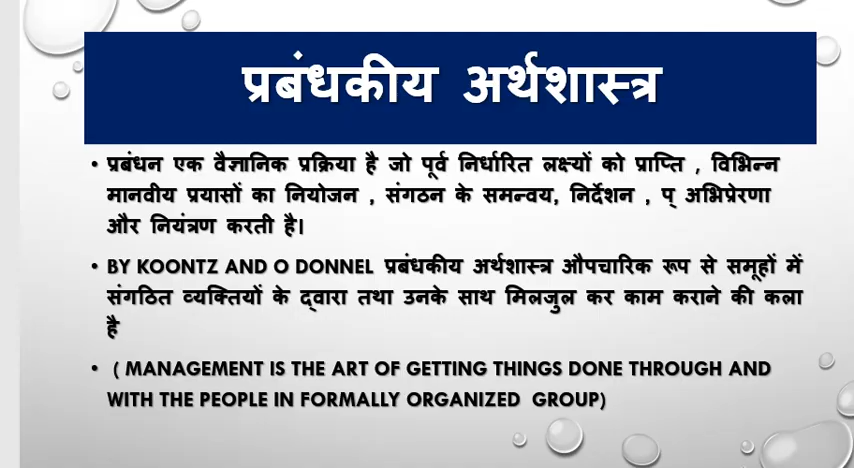 प्रबंधकीय अर्थशास्त्र
• प्रबंधन एक वैज्ञानिक प्रक्रिया है जो पूर्व निर्धारित लक्ष्यों को प्राप्ति , विभिन्न
मानवीय प्रयासों का नियोजन , संगठन के समन्वय, निर्देशन , प् अभिप्रेरणा
और नियंत्रण करती है।
• BY KOONTZ AND O DONNEL प्रबंधकीय अर्थशास्त्र औपचारिक रूप से समूहों में
संगठित व्यक्तियों के द्वारा तथा उनके साथ मिलजुल कर काम कराने की कला
है
• ( MANAGEMENT IS THE ART OF GETTING THINGS DONE THROUGH AND
WITH THE PEOPLE IN FORMALLY ORGANIZED GROUP)